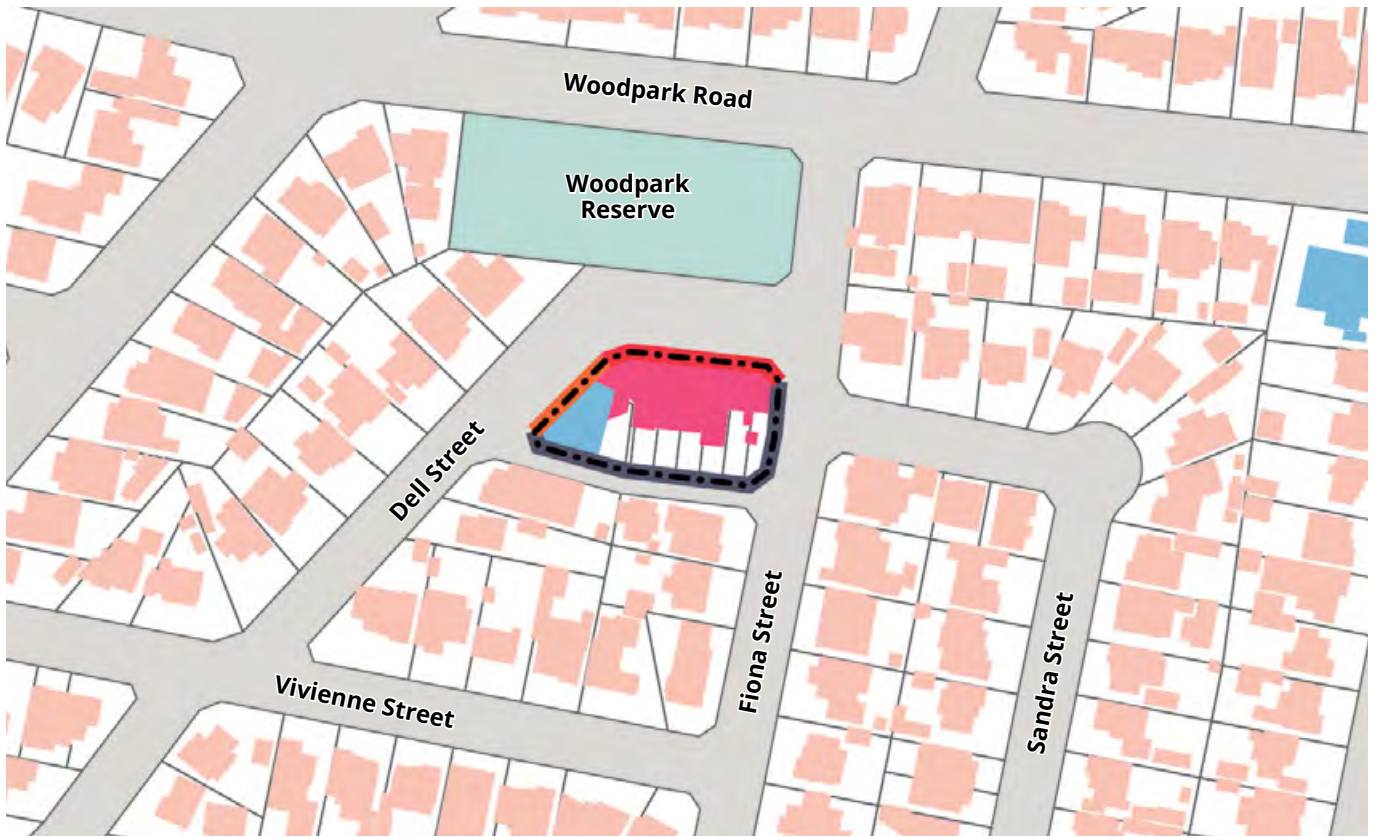 Woodpark Road
Woodpark
Reserve
Dell Street
Fiona Street
Sandra Street
Vivienne Street